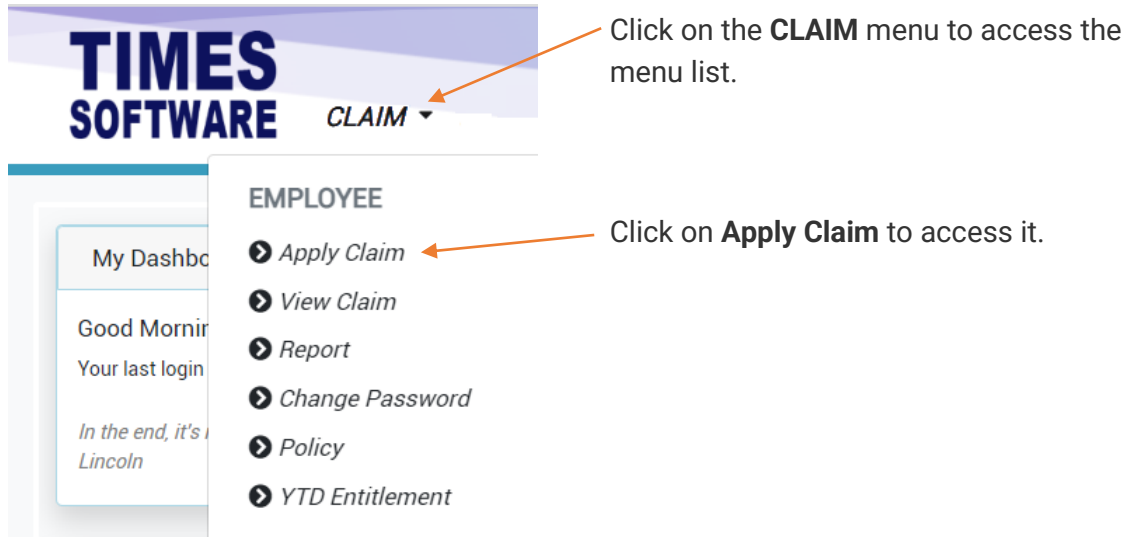 TIMES
SOFTWARE
CLAIM
Click on the CLAIM menu to access the
menu list.
EMPLOYEE
Apply Claim
View Claim
Report
Change Password
Policy
YTD Entitlement
Click on Apply Claim to access it.
My Dashbo
Good Mornin
Your last login
In the end, it's
Lincoln